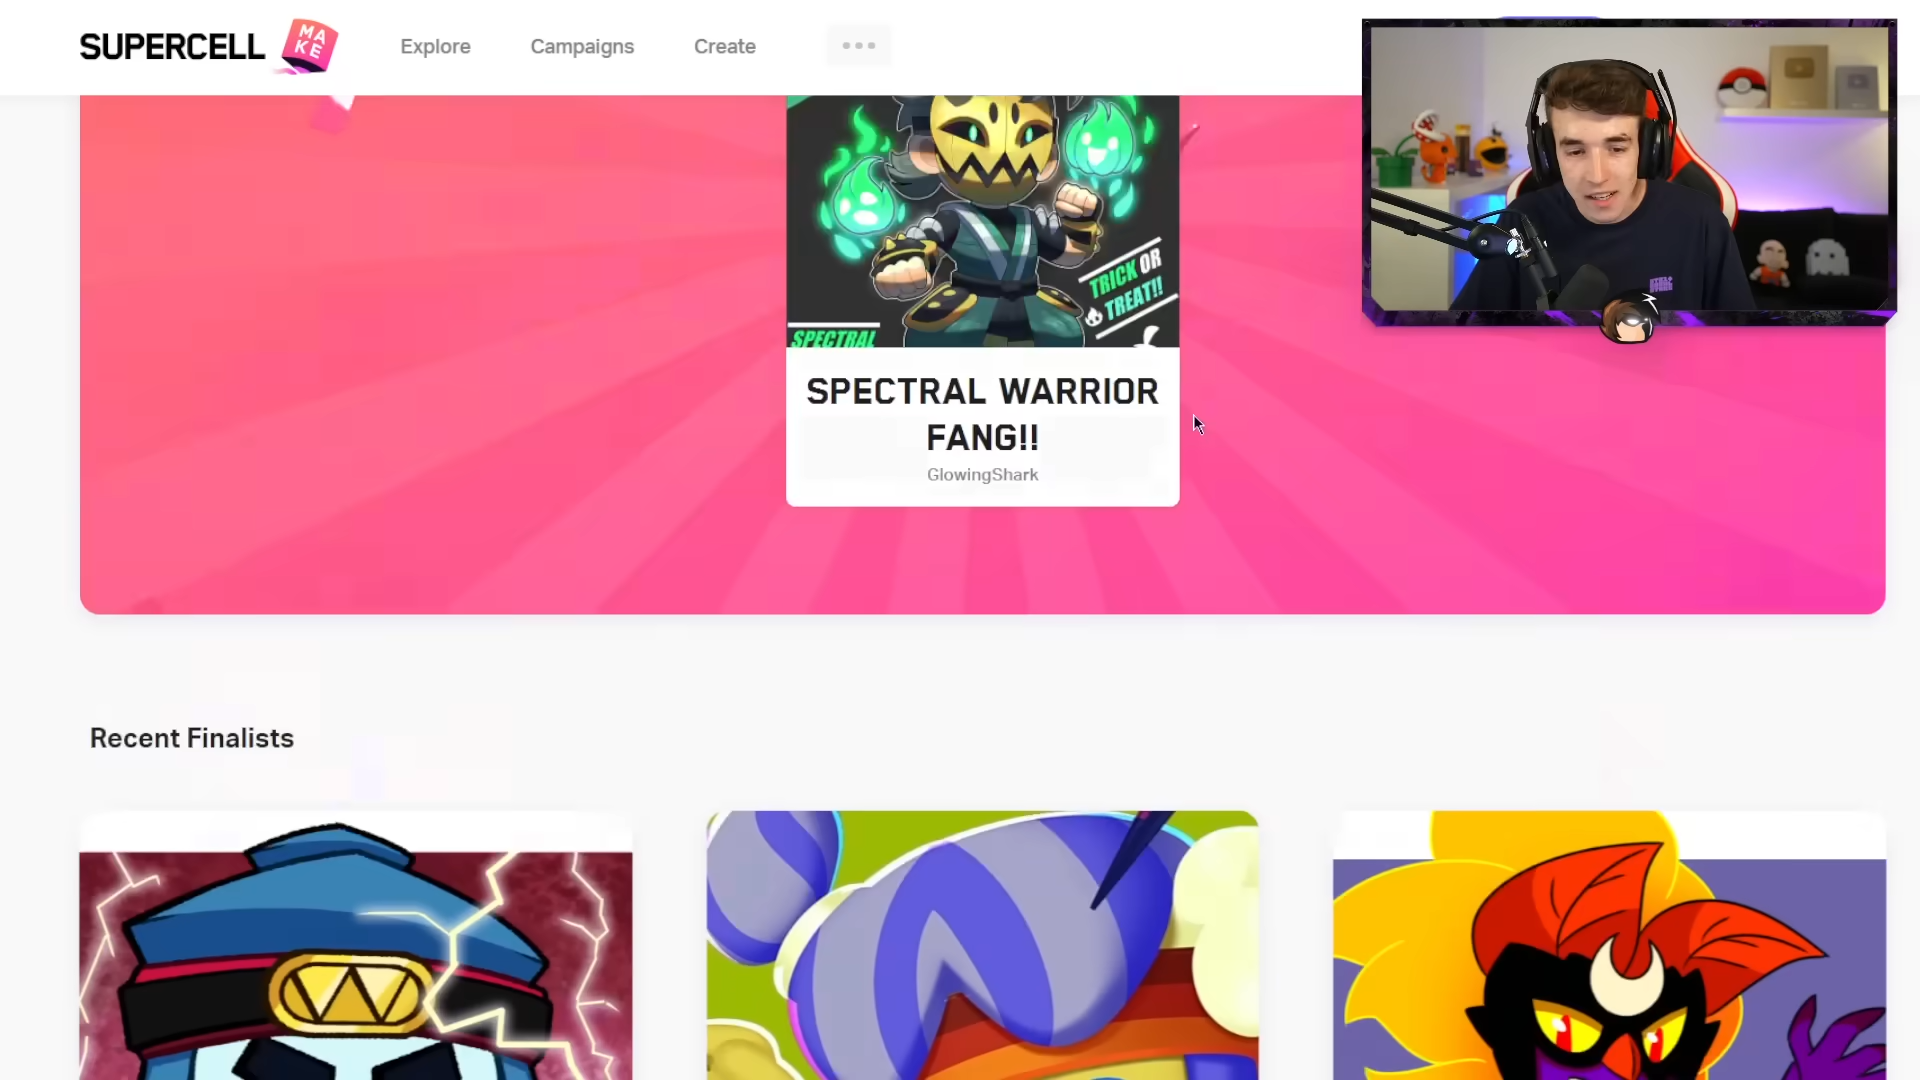 SUPERCELL
MA
KE
Explore
Campaigns
Create
TRICK OR
TREAT!!
SPECTRAL
SPECTRAL WARRIOR
FANG!!
GlowingShark
Recent Finalists